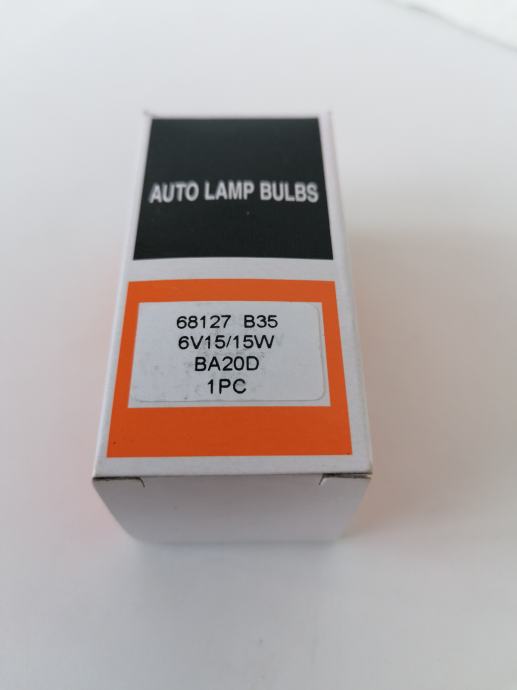 AUTO LAMP BULBS
68127 B35
6V15/15W
BA20D
1PC